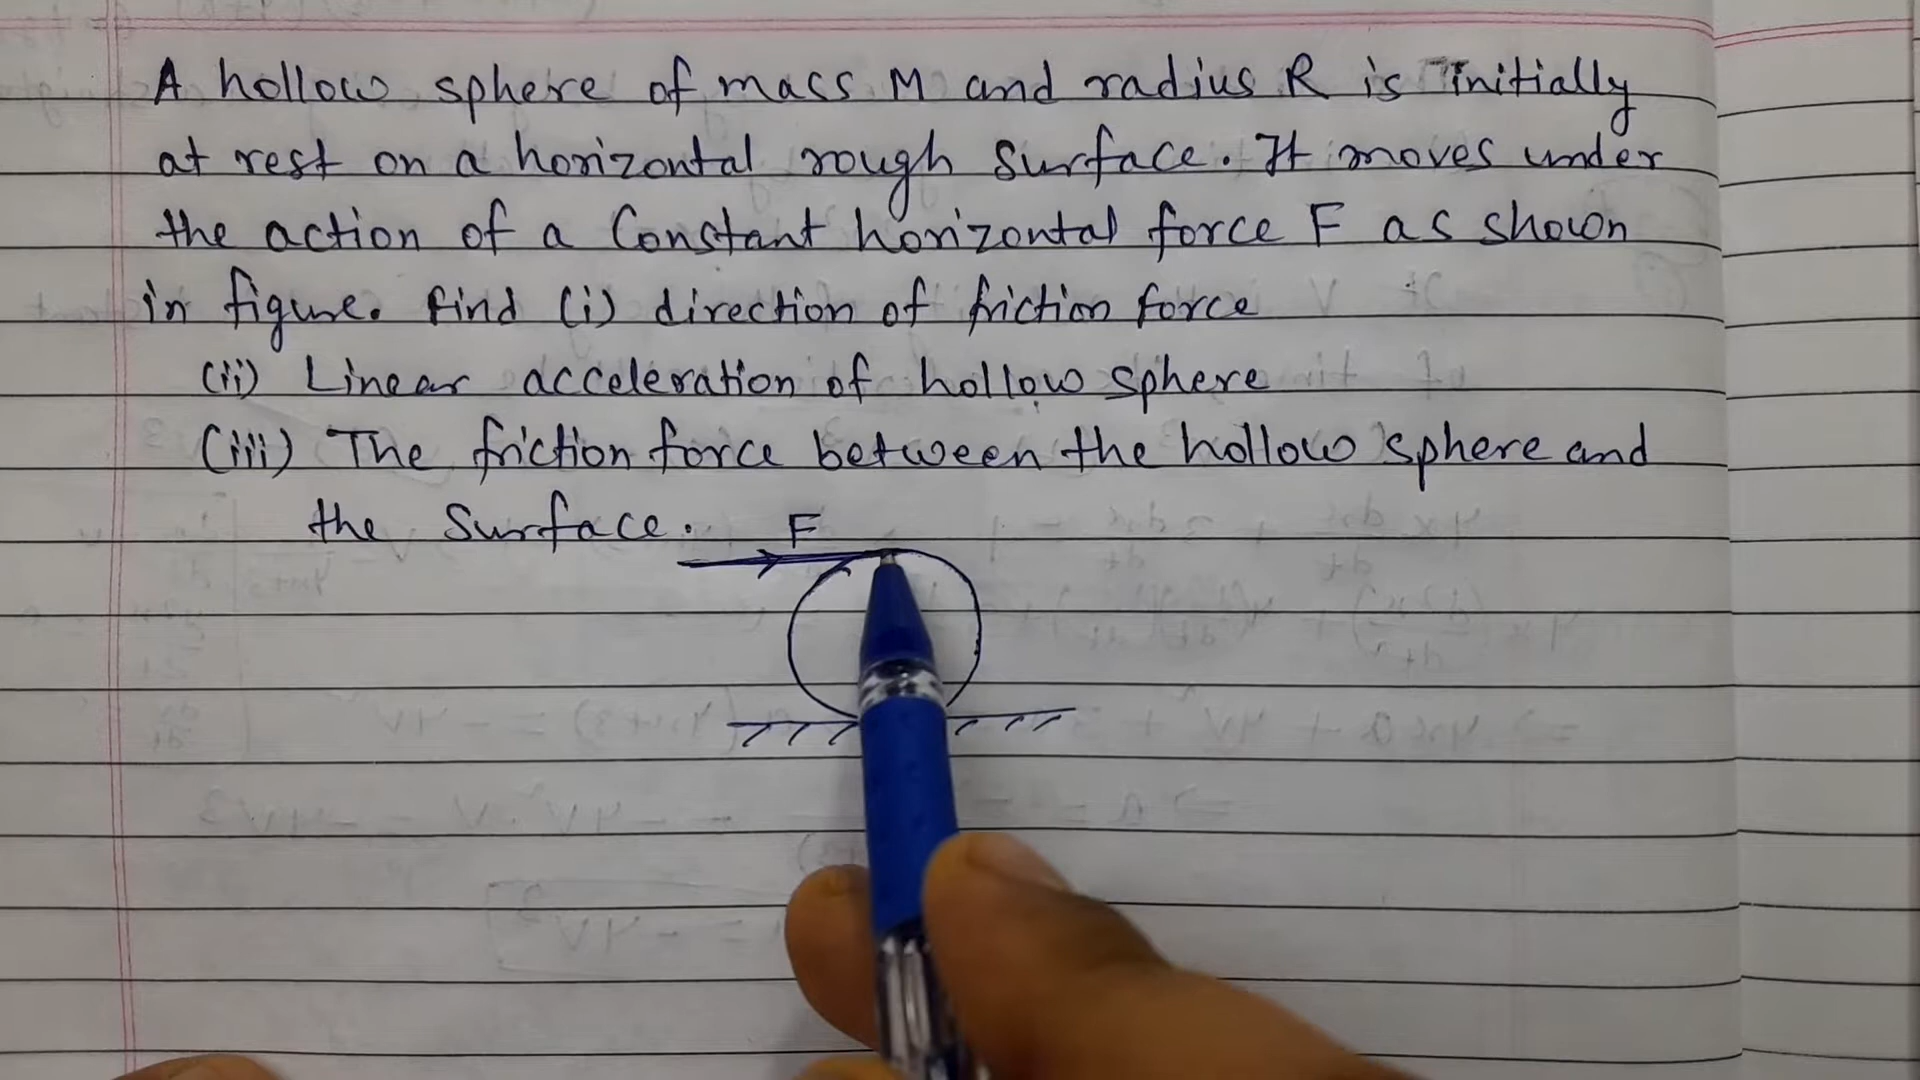 A hollow sphere of mass M and radius R is initially
at rest on a horizontal rough surface. It moves under
the action of a Constant horizontal force F as shown
in figure. find (i) direction of friction force
(ii) Linear acceleration of hollow sphere
(iii) The friction force between the hollow sphere and
the surface.
F